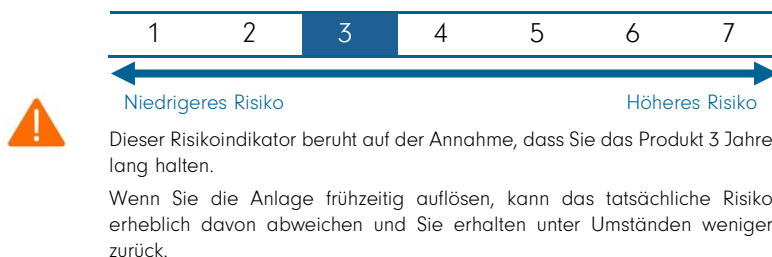 1 2 3 4 5 6 7
Niedrigeres Risiko Höheres Risiko
Dieser Risikoindikator beruht auf der Annahme, dass Sie das Produkt 3 Jahre
lang halten.
Wenn Sie die Anlage frühzeitig auflösen, kann das tatsächliche Risiko
erheblich davon abweichen und Sie erhalten unter Umständen weniger
zurück.